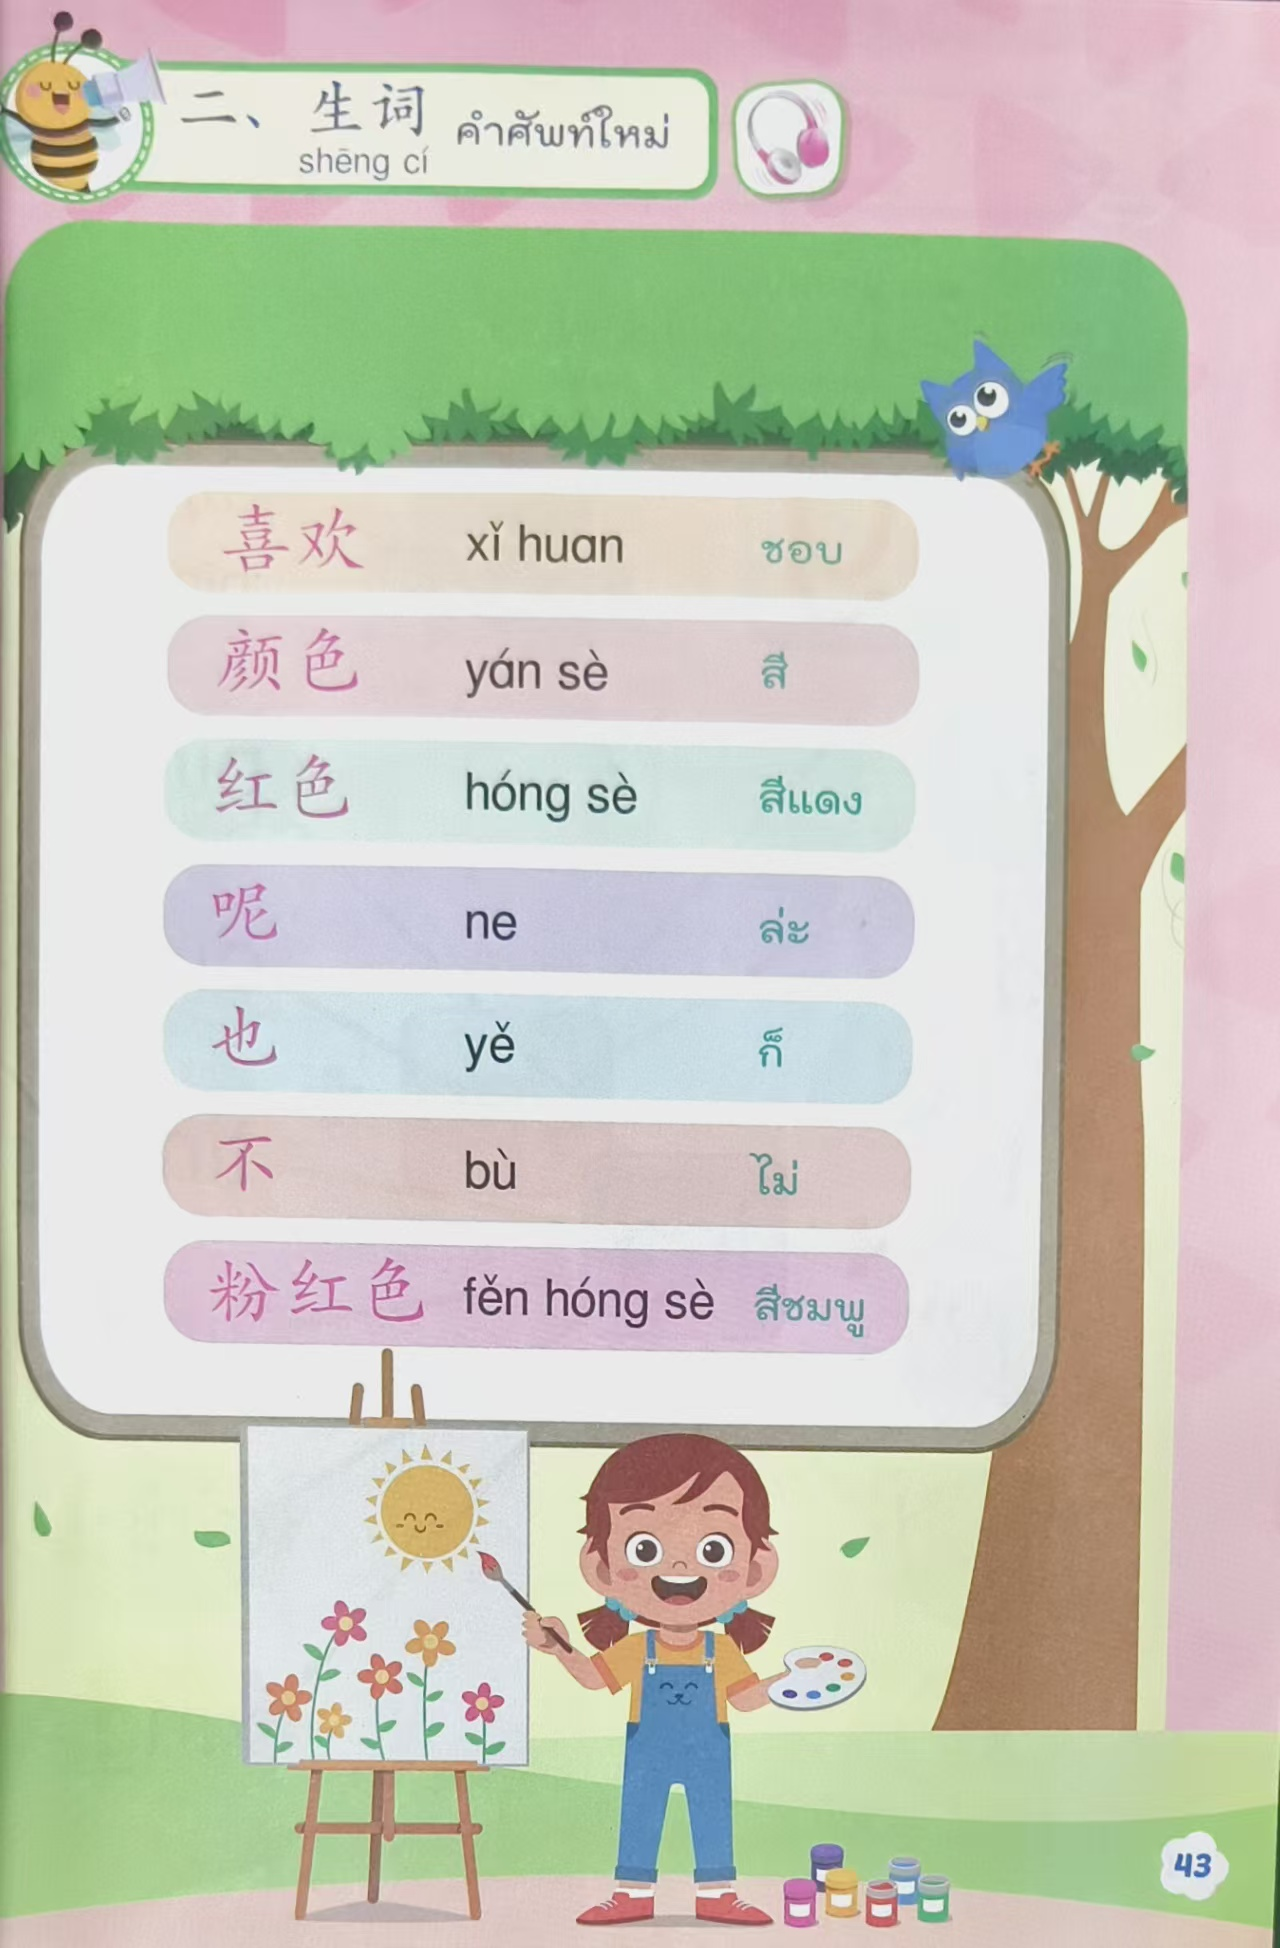 二、 生词 คำศัพท์ใหม่
shēng cí
喜欢 xǐ huan ชอบ
颜色 yán sè สี
红色 hóng sè สีแดง
呢 ne ล่ะ
也 yě ก็
不 bù ไม่
粉红色 fěn hóng sè สีชมพู
43